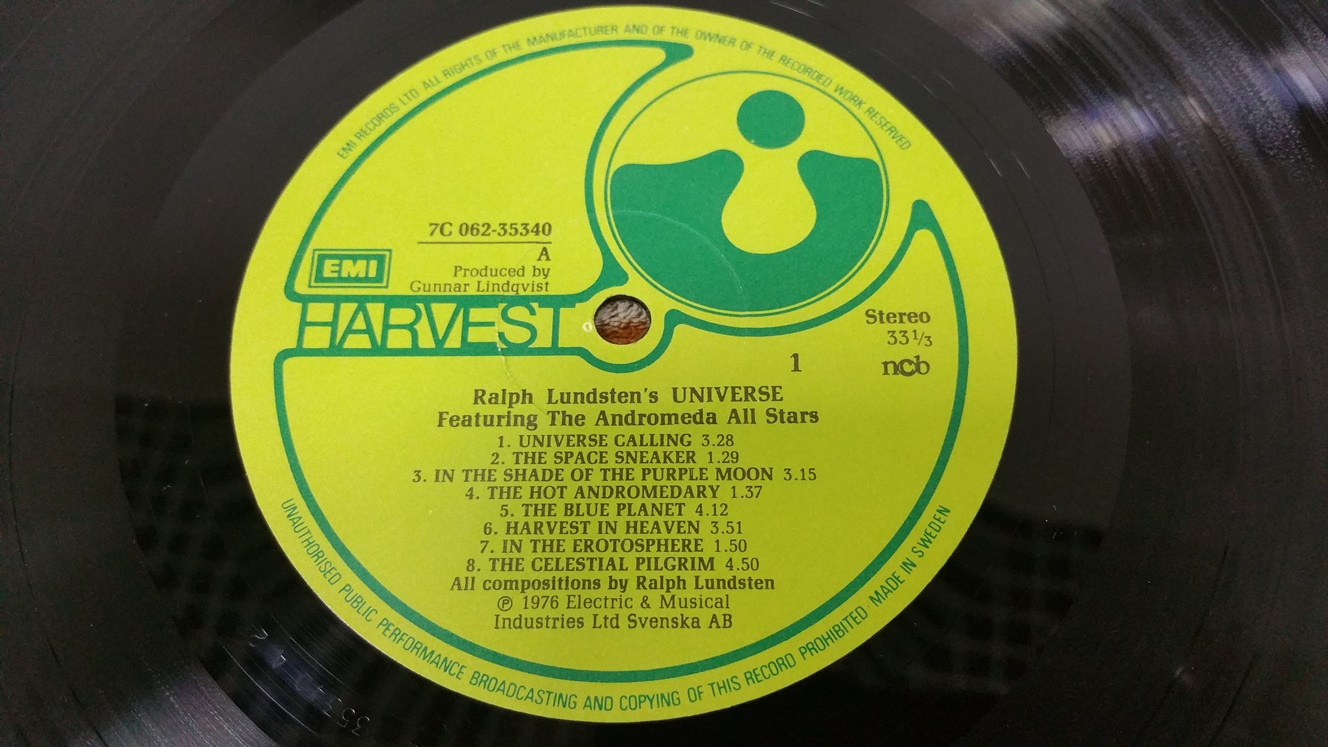 EMI RECORDS LTD ALL RIGHTS OF THE MANUFACTURER AND OF THE OWNER OF THE RECORDED WORK RESERVED
7C 062-35340
A
Produced by
Gunnar Lindqvist
EMI
HARVEST
Stereo
33 1/3
1
ncb
Ralph Lundsten's UNIVERSE
Featuring The Andromeda All Stars
1. UNIVERSE CALLING 3.28
2. THE SPACE SNEAKER 1.29
3. IN THE SHADE OF THE PURPLE MOON 3.15
4. THE HOT ANDROMEDARY 1.37
5. THE BLUE PLANET 4.12
6. HARVEST IN HEAVEN 3.51
7. IN THE EROTOSPHERE 1.50
8. THE CELESTIAL PILGRIM 4.50
All compositions by Ralph Lundsten
℗ 1976 Electric & Musical
Industries Ltd Svenska AB
UNAUTHORISED PUBLIC PERFORMANCE BROADCASTING AND COPYING OF THIS RECORD PROHIBITED · MADE IN SWEDEN